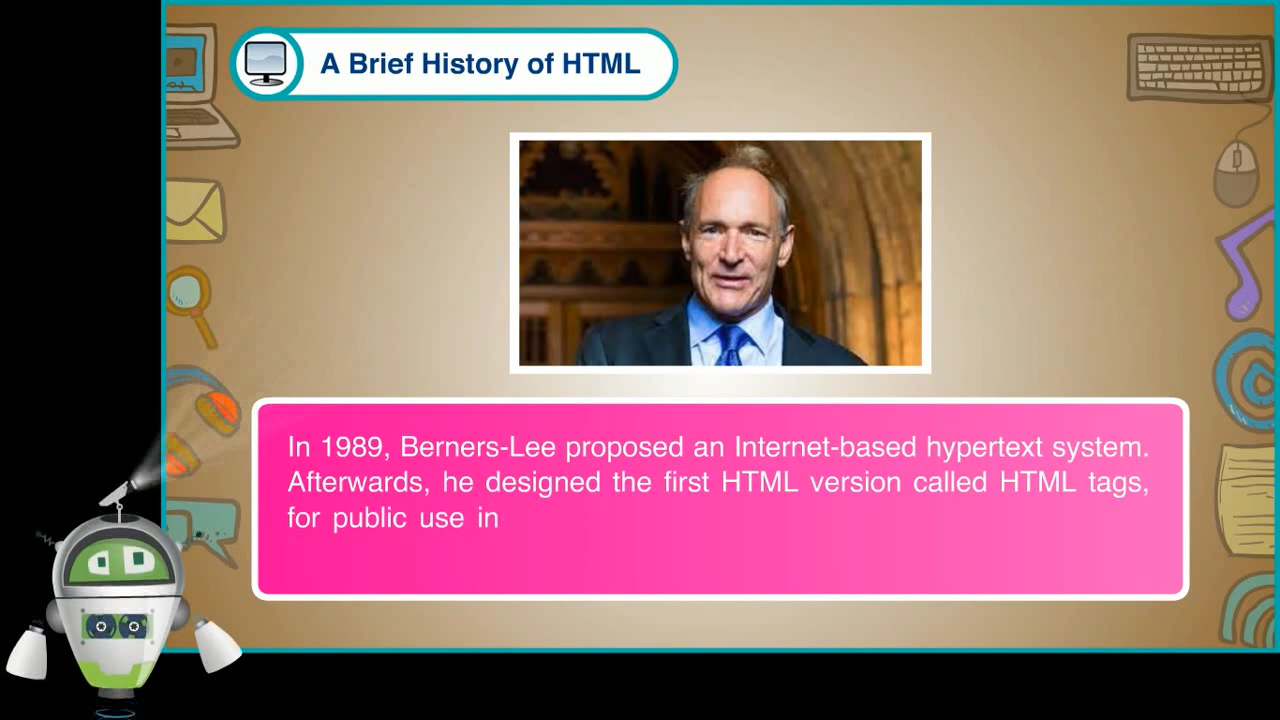 A Brief History of HTML
In 1989, Berners-Lee proposed an Internet-based hypertext system.
Afterwards, he designed the first HTML version called HTML tags,
for public use in